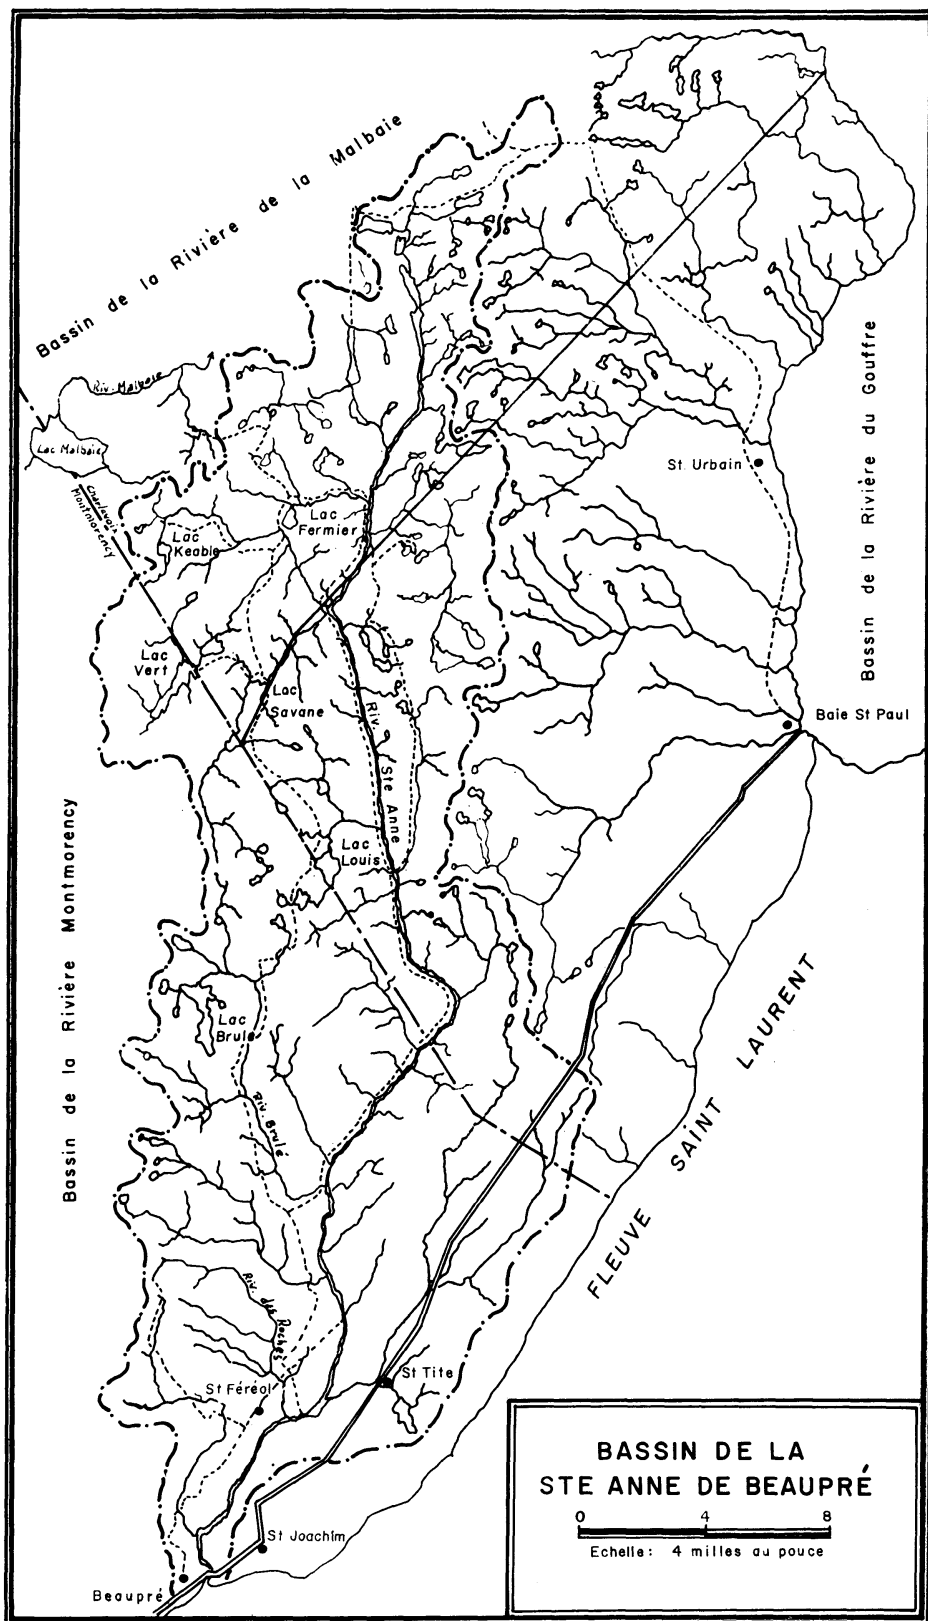 Bassin de la Rivière de la Malbaie
Riv. Malbaie
Lac Malbaie
Charlevoix
Montmorency
Lac
Keable
Lac
Fermier
St. Urbain
Bassin de la Rivière du Gouffre
Lac
Vert
Lac
Savane
Riv. Ste Anne
Baie St Paul
Lac
Louis
Bassin de la Rivière Montmorency
Lac
Brulé
Riv. Brulé
FLEUVE SAINT LAURENT
Riv. des Roches
St Féréol
St Tite
St Joachim
Beaupré
BASSIN DE LA
STE ANNE DE BEAUPRÉ
0 4 8
Echelle: 4 milles au pouce